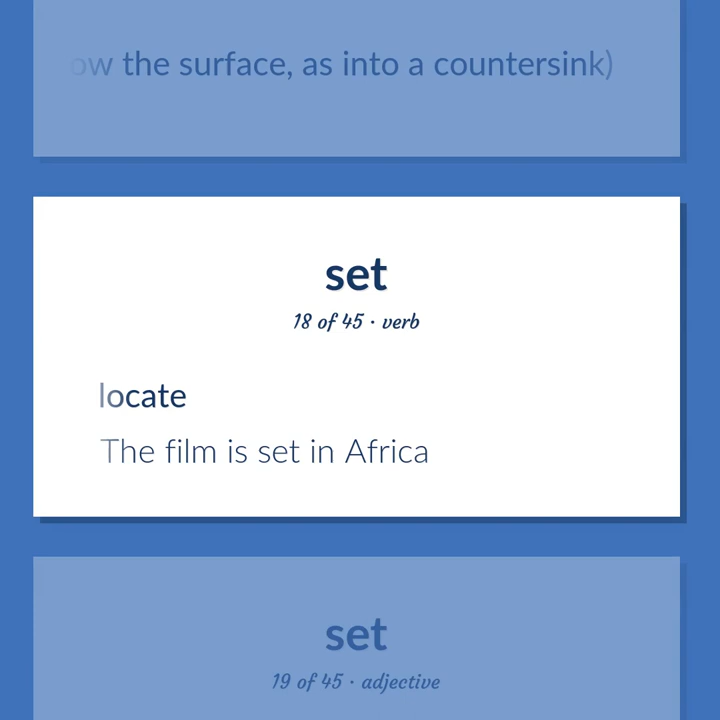 ow the surface, as into a countersink)
set
18 of 45 · verb
locate
The film is set in Africa
set
19 of 45 · adjective